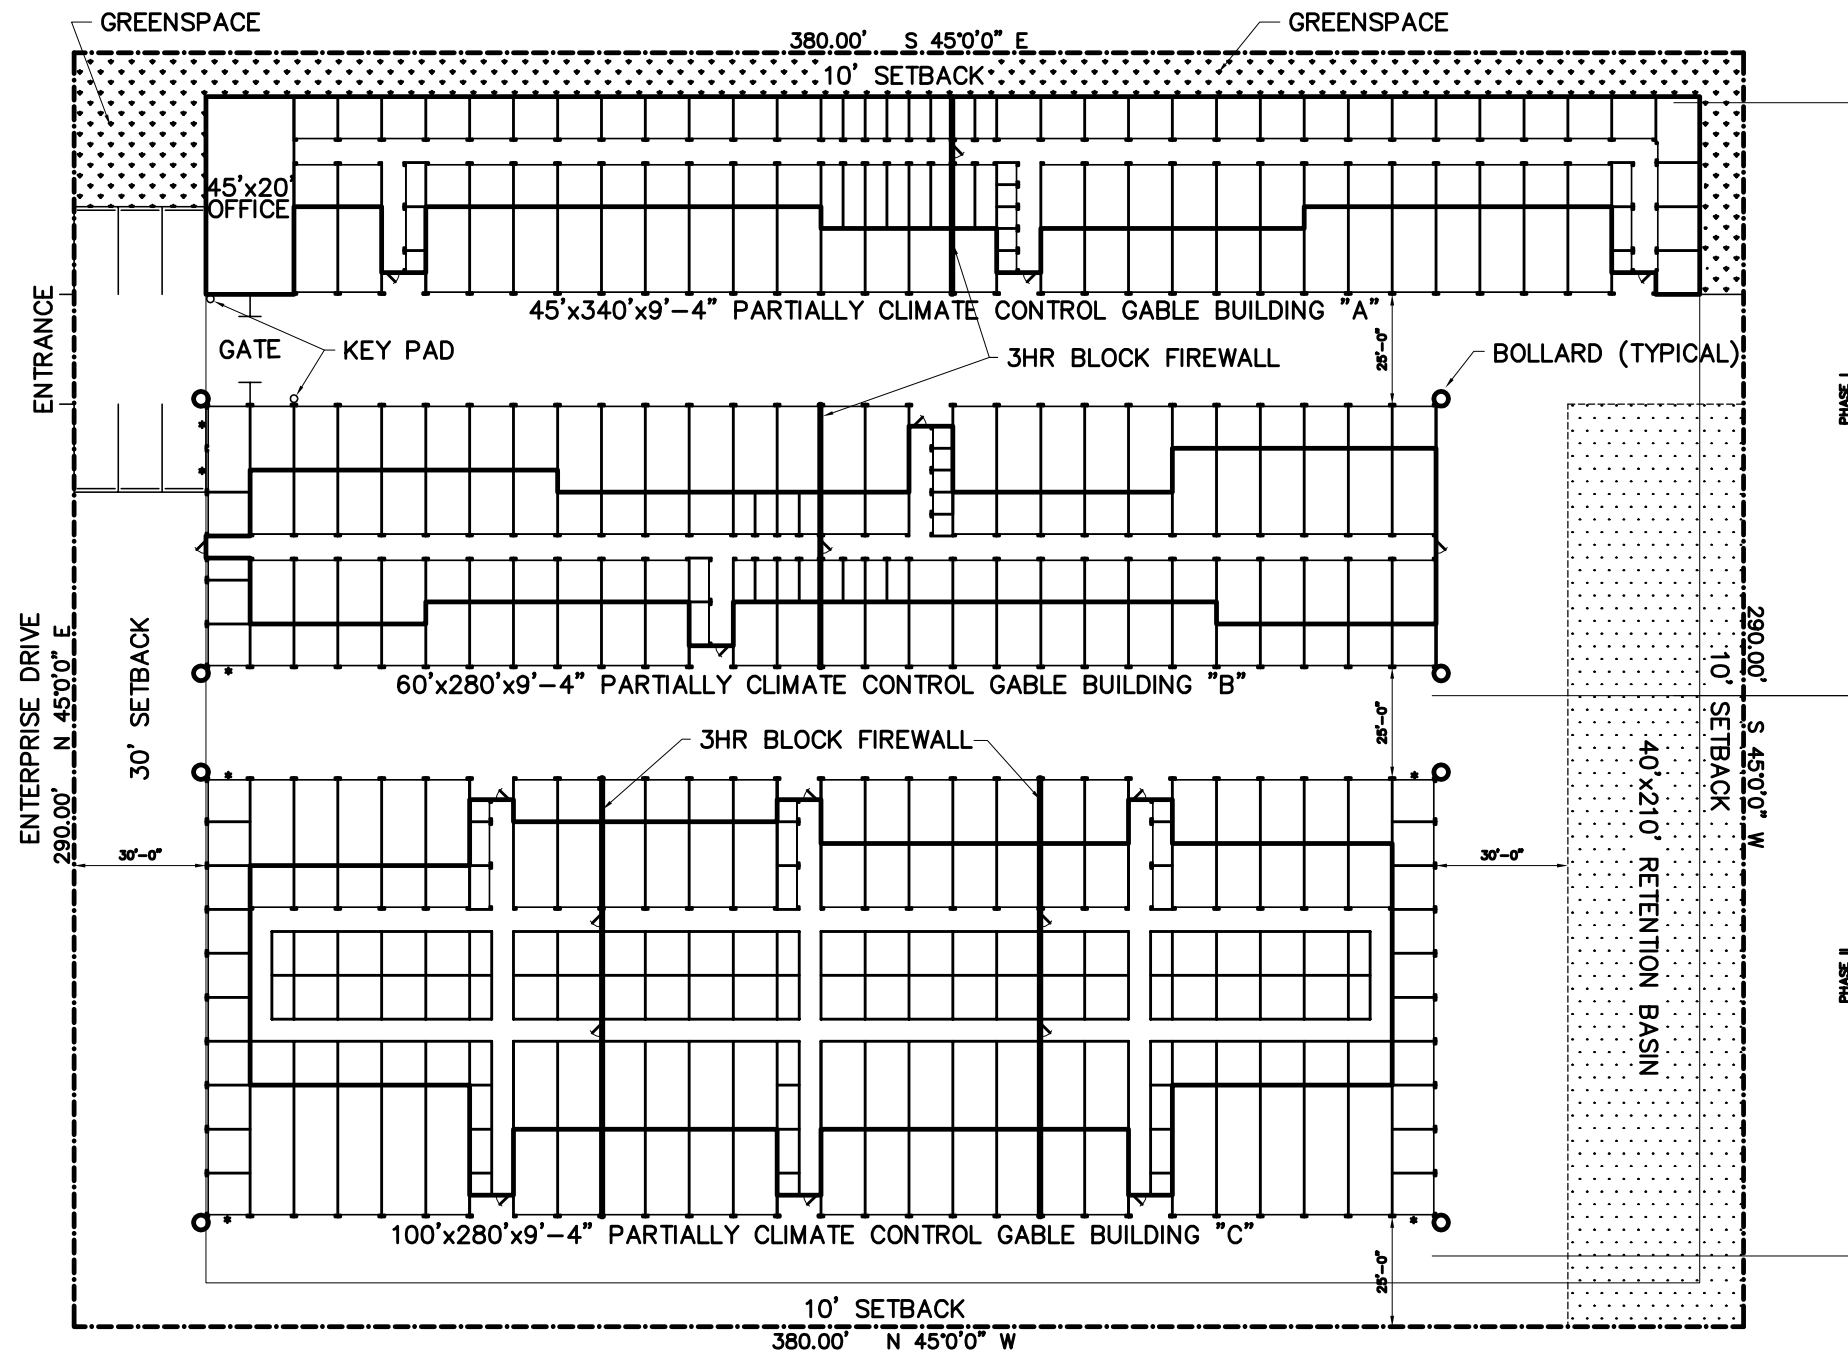 GREENSPACE
GREENSPACE
380.00' S 45°0'0" E
10' SETBACK
45'x20'
OFFICE
ENTRANCE
45'x340'x9'-4" PARTIALLY CLIMATE CONTROL GABLE BUILDING "A"
GATE
KEY PAD
3HR BLOCK FIREWALL
25'-0"
BOLLARD (TYPICAL)
PHASE I
*
*
ENTERPRISE DRIVE
290.00' N 45°0'0" E
30' SETBACK
*
60'x280'x9'-4" PARTIALLY CLIMATE CONTROL GABLE BUILDING "B"
25'-0"
290.00' S 45°0'0" W
10' SETBACK
40'x210' RETENTION BASIN
3HR BLOCK FIREWALL
*
*
30'-0"
30'-0"
PHASE II
*
*
100'x280'x9'-4" PARTIALLY CLIMATE CONTROL GABLE BUILDING "C"
25'-0"
10' SETBACK
380.00' N 45°0'0" W